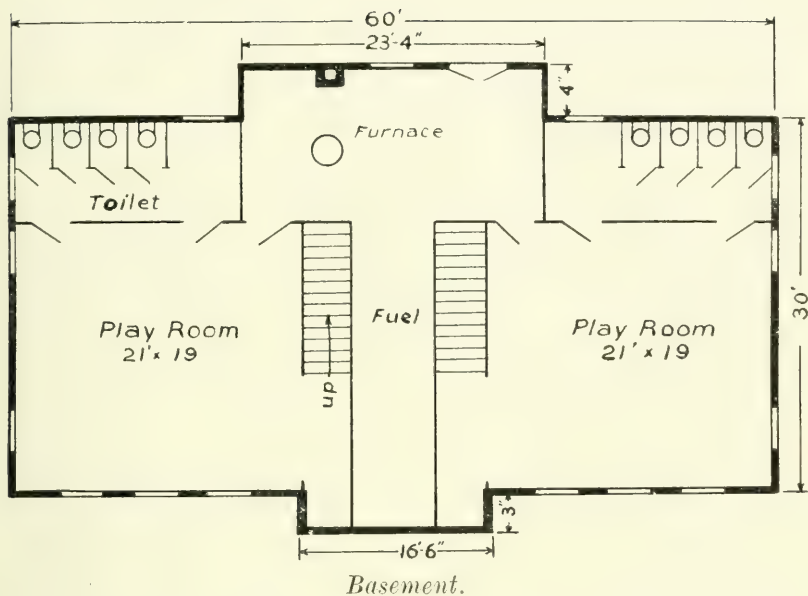 60'
23'-4"
4"
Furnace
Toilet
Play Room
21' x 19
Fuel
up
Play Room
21' x 19
30'
3"
16'-6"
Basement.